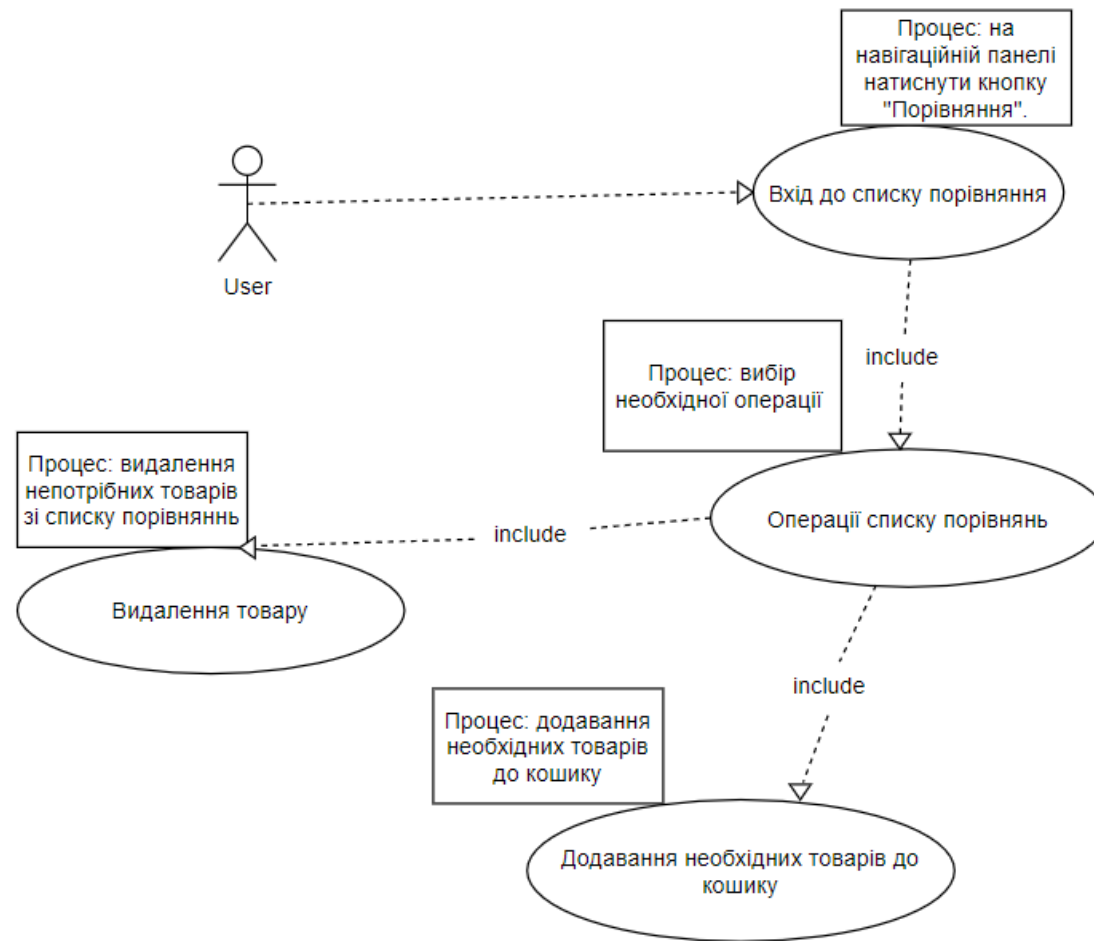 Процес: на
навігаційній панелі
натиснути кнопку
"Порівняння".
Вхід до списку порівняння
User
include
Процес: вибір
необхідної операції
Процес: видалення
непотрібних товарів
зі списку порівняннь
include
Операції списку порівнянь
Видалення товару
include
Процес: додавання
необхідних товарів
до кошику
Додавання необхідних товарів до
кошику